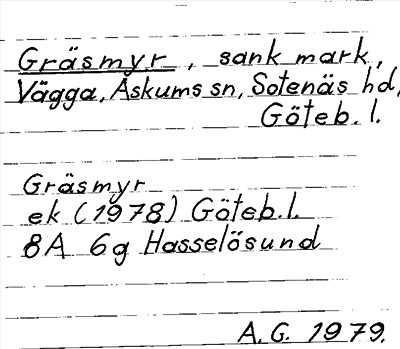 Gräsmyr, sank mark,
Vägga, Askums sn, Sotenäs hd,
Göteb. l.
Gräsmyr
ek (1978) Göteb. l.
8A 6g Hasselösund
A.G. 1979.